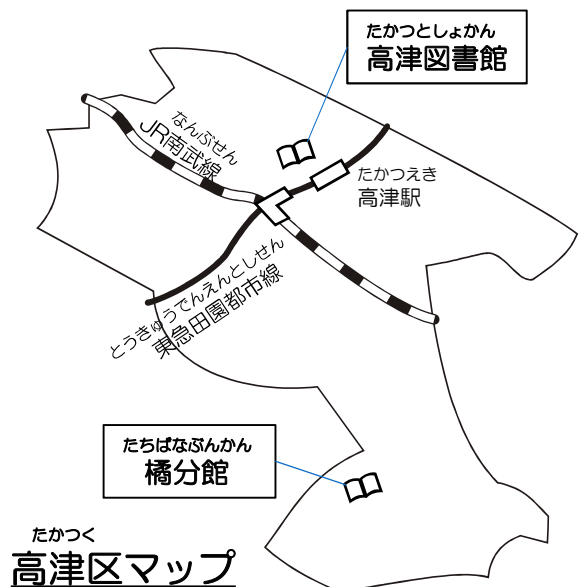 たかつとしょかん
高津図書館
なんぶせん
JR南武線
たかつえき
高津駅
とうきゅうでんえんとしせん
東急田園都市線
たちばなぶんかん
橘分館
たかつく
高津区マップ